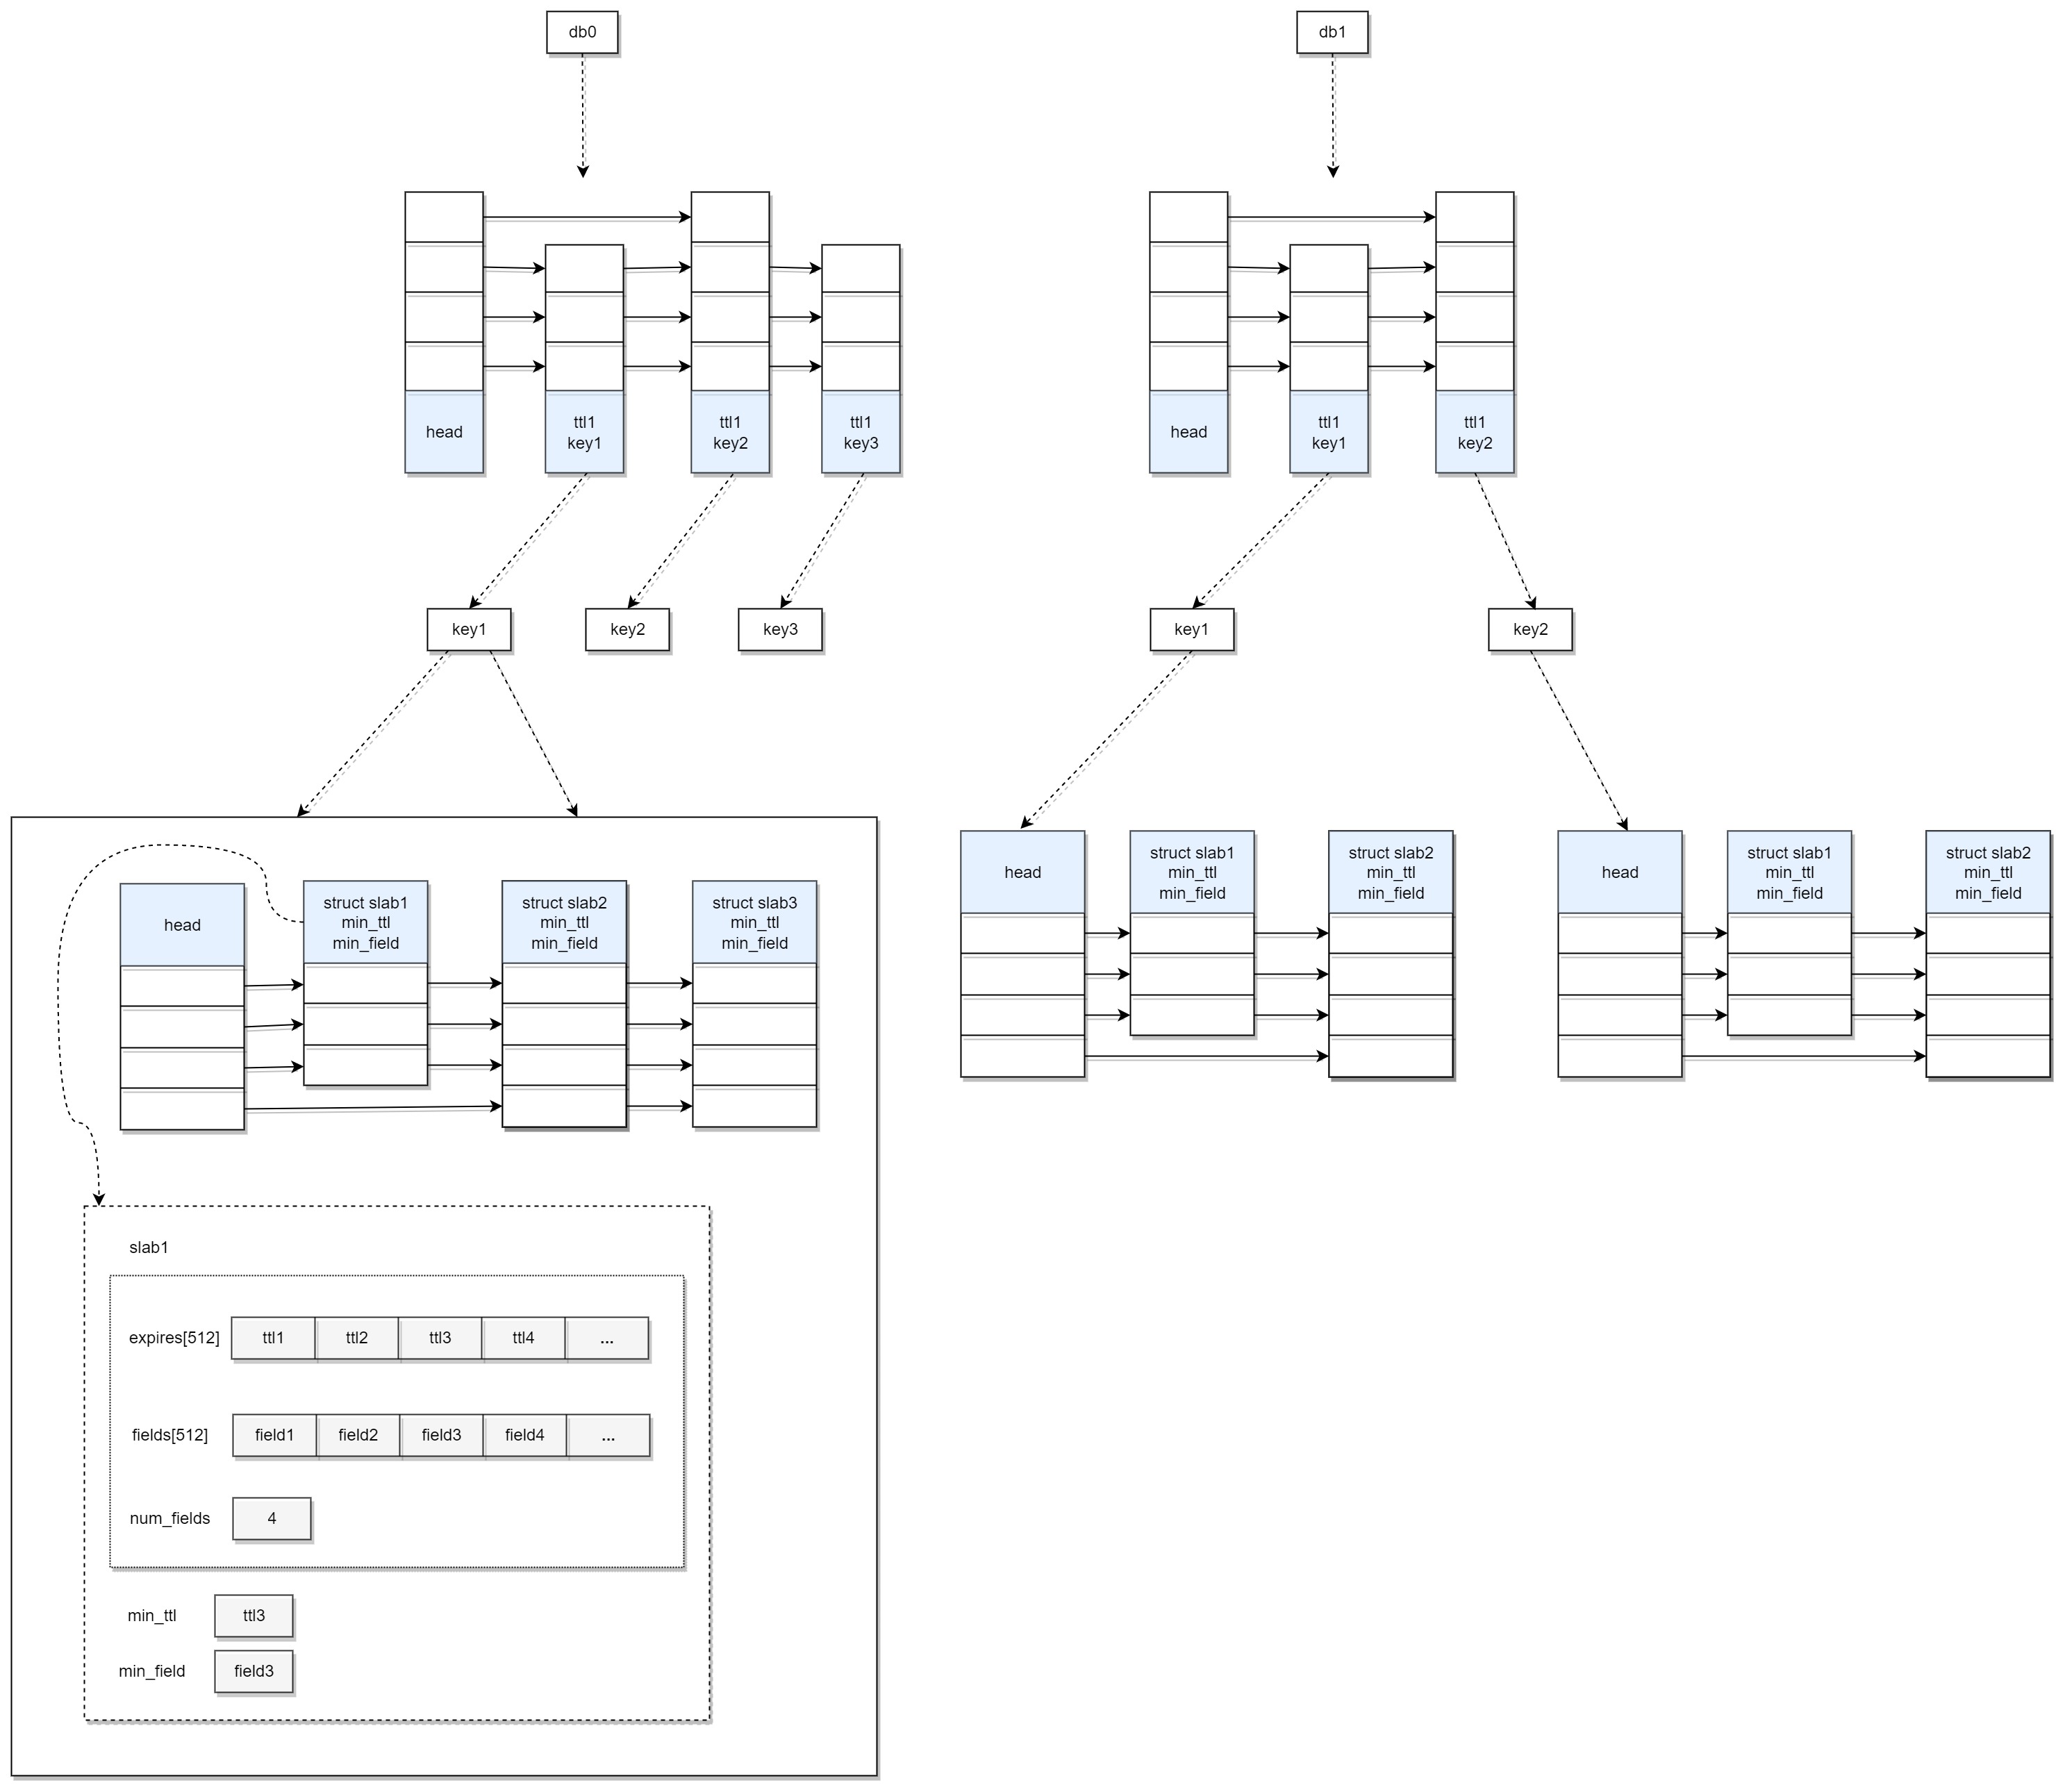 db0
db1
head
ttl1
key1
ttl1
key2
ttl1
key3
head
ttl1
key1
ttl1
key2
key1
key2
key3
key1
key2
head
struct slab1
min_ttl
min_field
struct slab2
min_ttl
min_field
struct slab3
min_ttl
min_field
head
struct slab1
min_ttl
min_field
struct slab2
min_ttl
min_field
head
struct slab1
min_ttl
min_field
struct slab2
min_ttl
min_field
slab1
expires[512] ttl1 ttl2 ttl3 ttl4 ...
fields[512] field1 field2 field3 field4 ...
num_fields 4
min_ttl ttl3
min_field field3